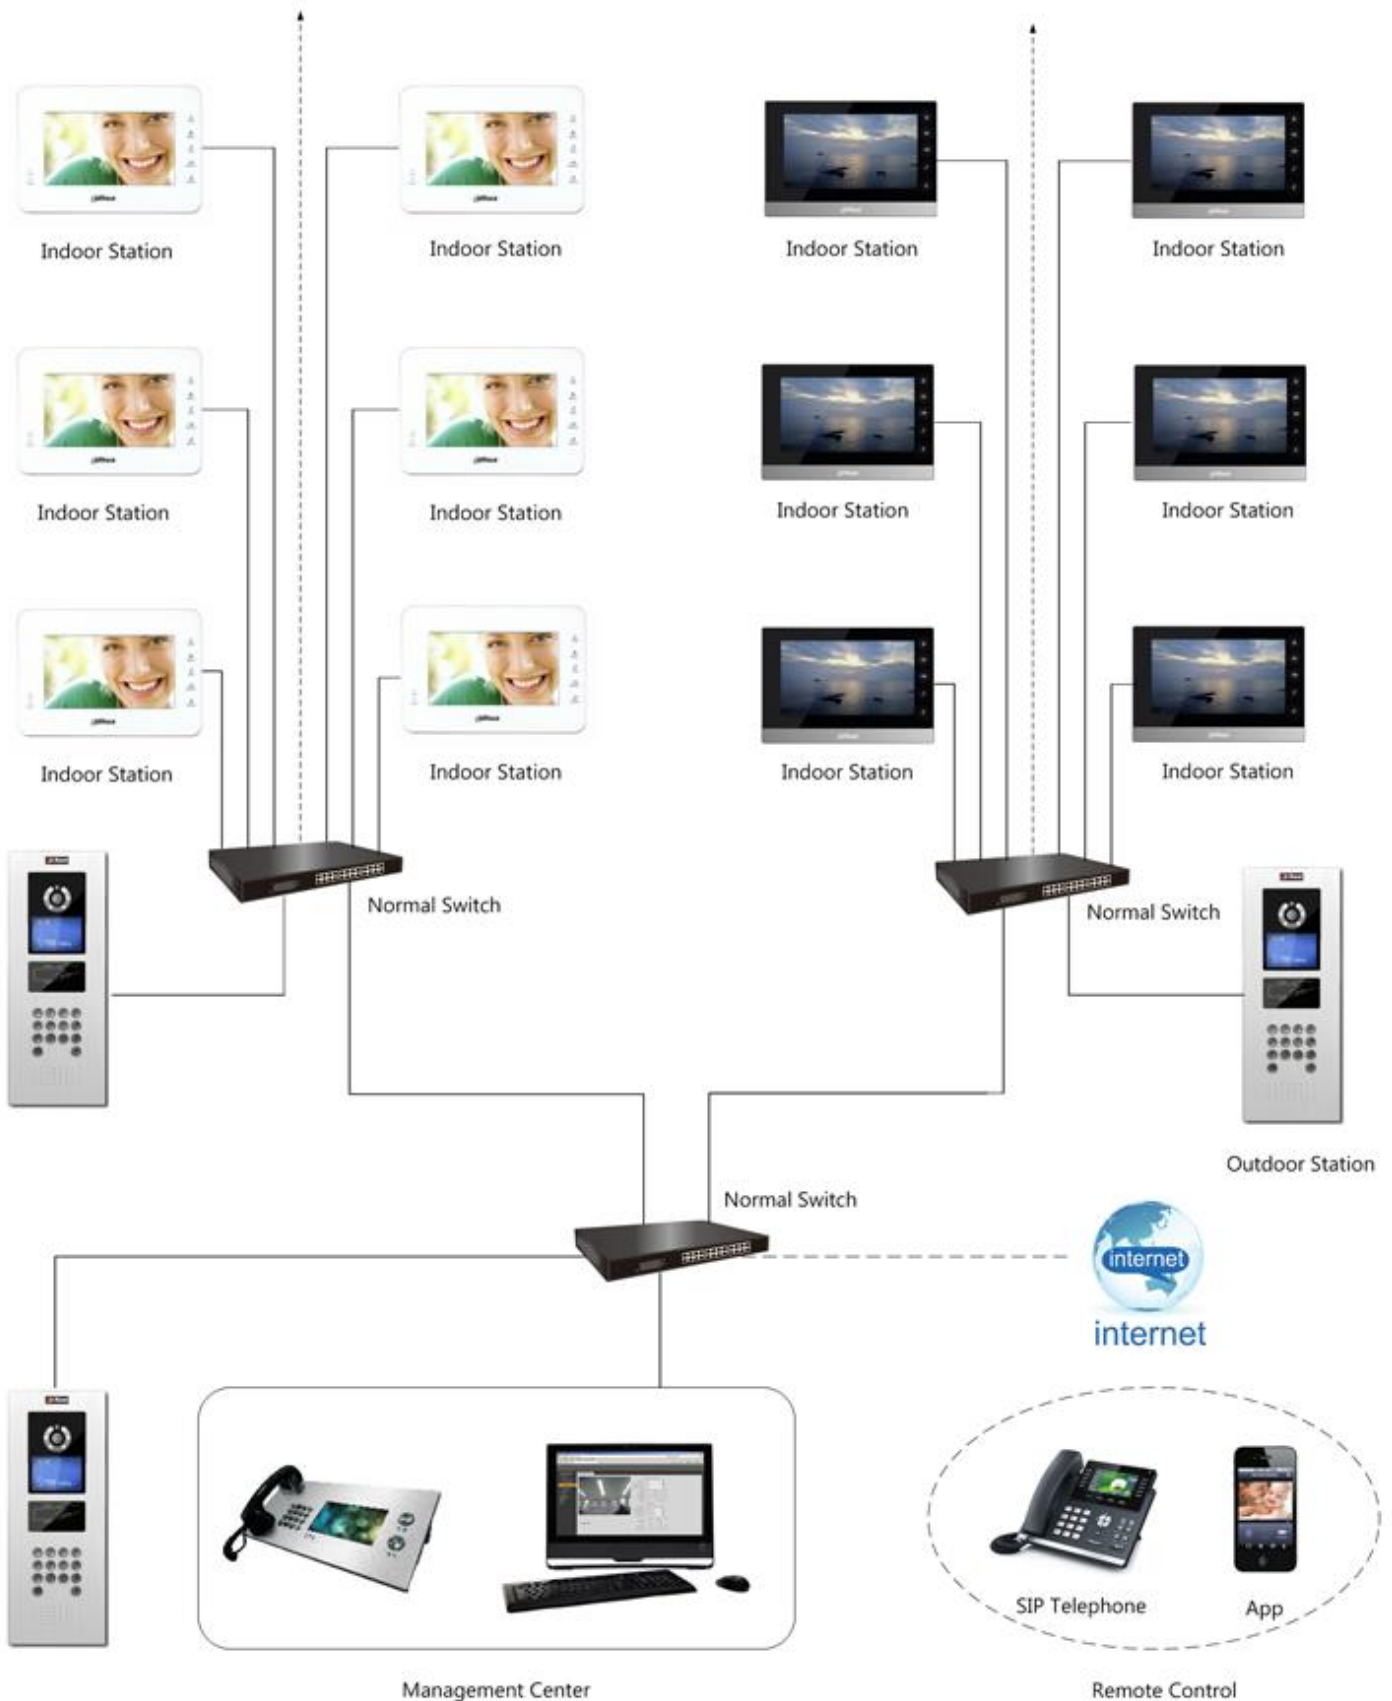 Indoor Station
Indoor Station
Indoor Station
Indoor Station
Indoor Station
Indoor Station
Indoor Station
Indoor Station
Indoor Station
Indoor Station
Indoor Station
Indoor Station
Normal Switch
Normal Switch
Outdoor Station
Normal Switch
internet
internet
SIP Telephone
App
Management Center
Remote Control